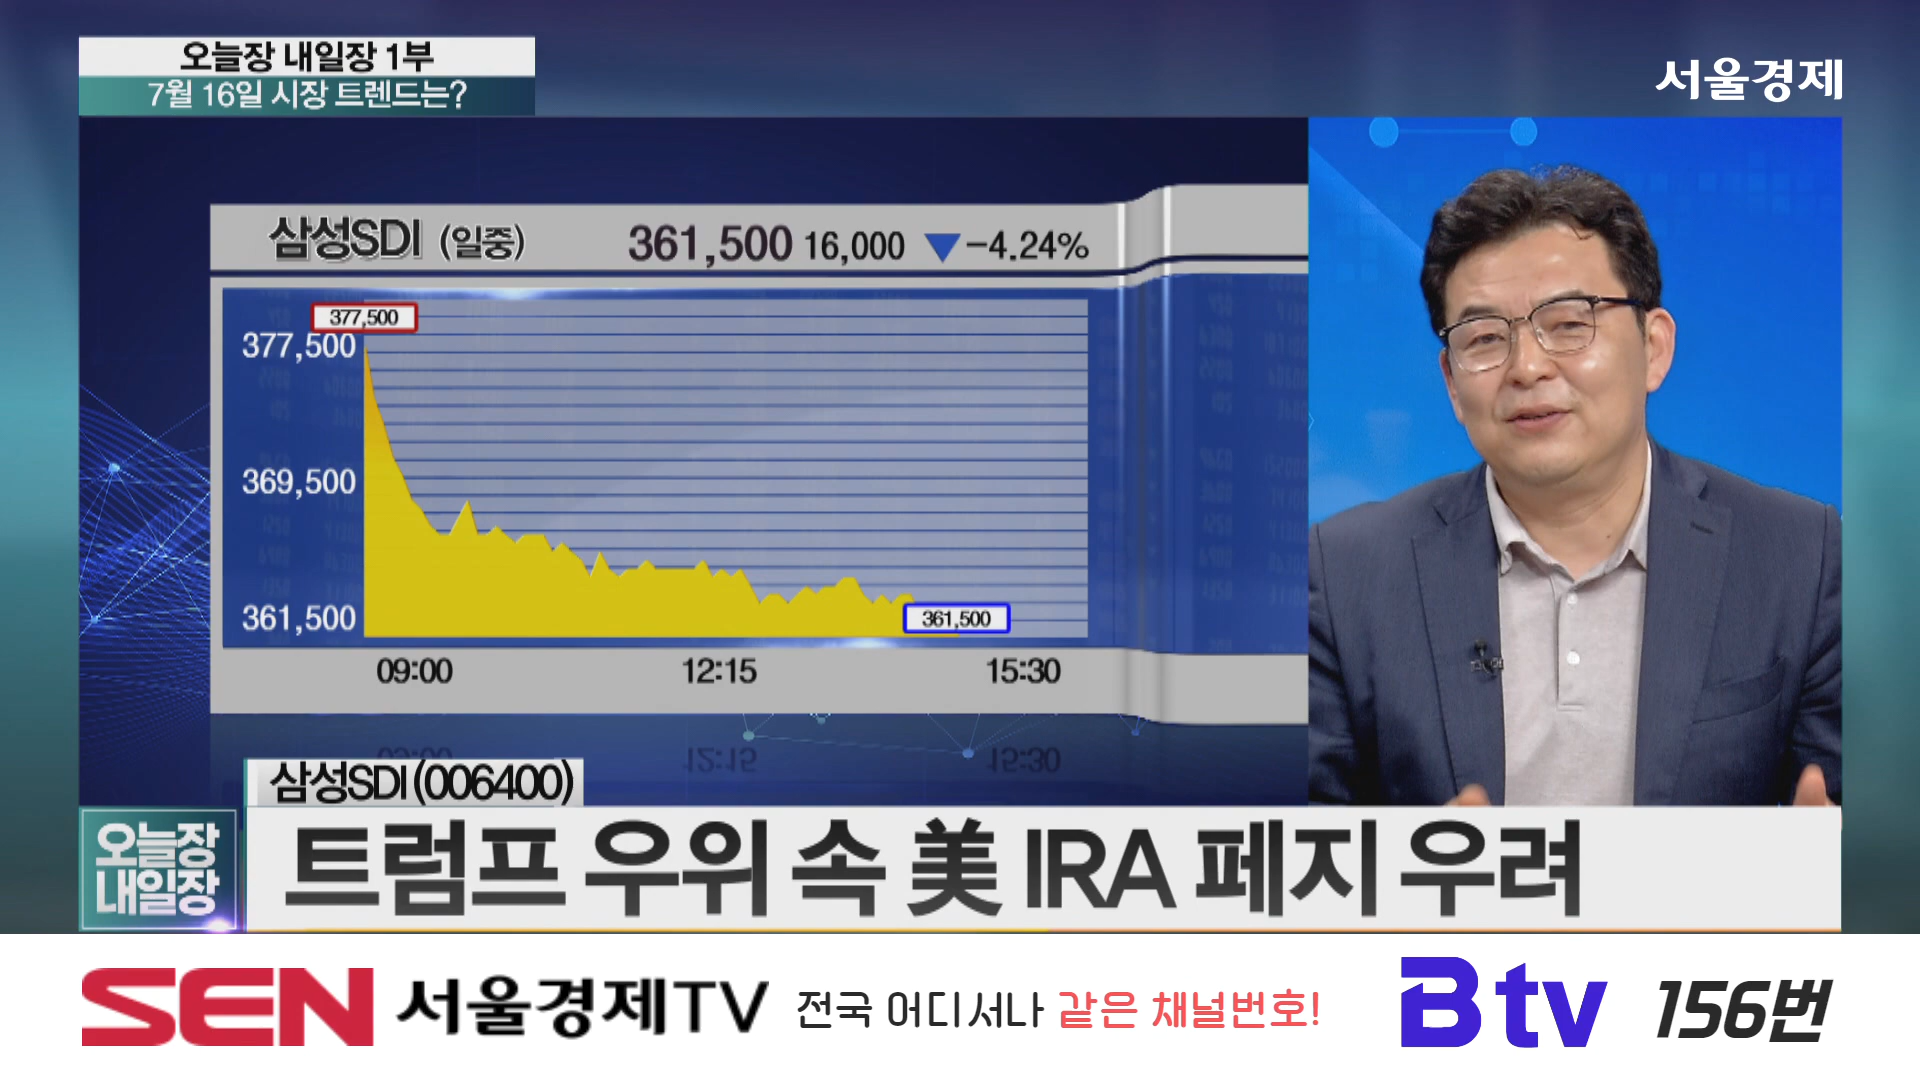 오늘장 내일장 1부
7월 16일 시장 트렌드는?
서울경제
삼성SDI (일중) 361,500 16,000 ▼-4.24%
377,500
377,500
369,500
361,500
361,500
09:00 12:15 15:30
삼성SDI(006400)
오늘장
내일장
트럼프 우위 속 美 IRA 폐지 우려
SEN 서울경제TV 전국 어디서나 같은 채널번호! B tv 156번